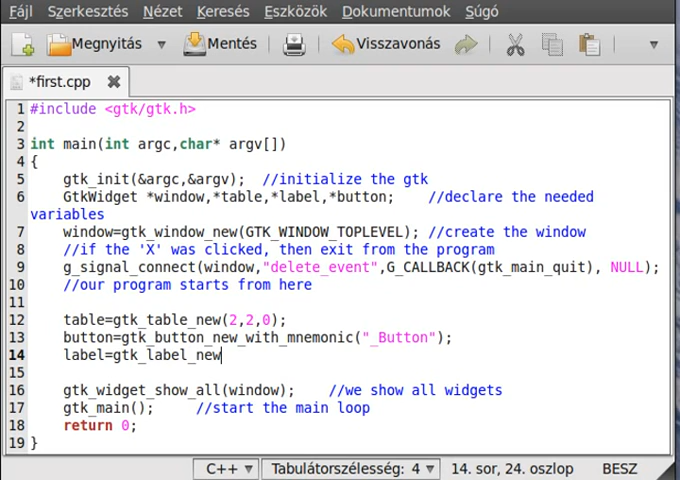 Fájl Szerkesztés Nézet Keresés Eszközök Dokumentumok Súgó
Megnyitás Mentés Visszavonás
*first.cpp
1 #include <gtk/gtk.h>
2
3 int main(int argc,char* argv[])
4 {
5 gtk_init(&argc,&argv); //initialize the gtk
6 GtkWidget *window,*table,*label,*button; //declare the needed
variables
7 window=gtk_window_new(GTK_WINDOW_TOPLEVEL); //create the window
8 //if the 'X' was clicked, then exit from the program
9 g_signal_connect(window,"delete_event",G_CALLBACK(gtk_main_quit), NULL);
10 //our program starts from here
11
12 table=gtk_table_new(2,2,0);
13 button=gtk_button_new_with_mnemonic("_Button");
14 label=gtk_label_new
15
16 gtk_widget_show_all(window); //we show all widgets
17 gtk_main(); //start the main loop
18 return 0;
19 }
C++ Tabulátorszélesség: 4 14. sor, 24. oszlop BESZ